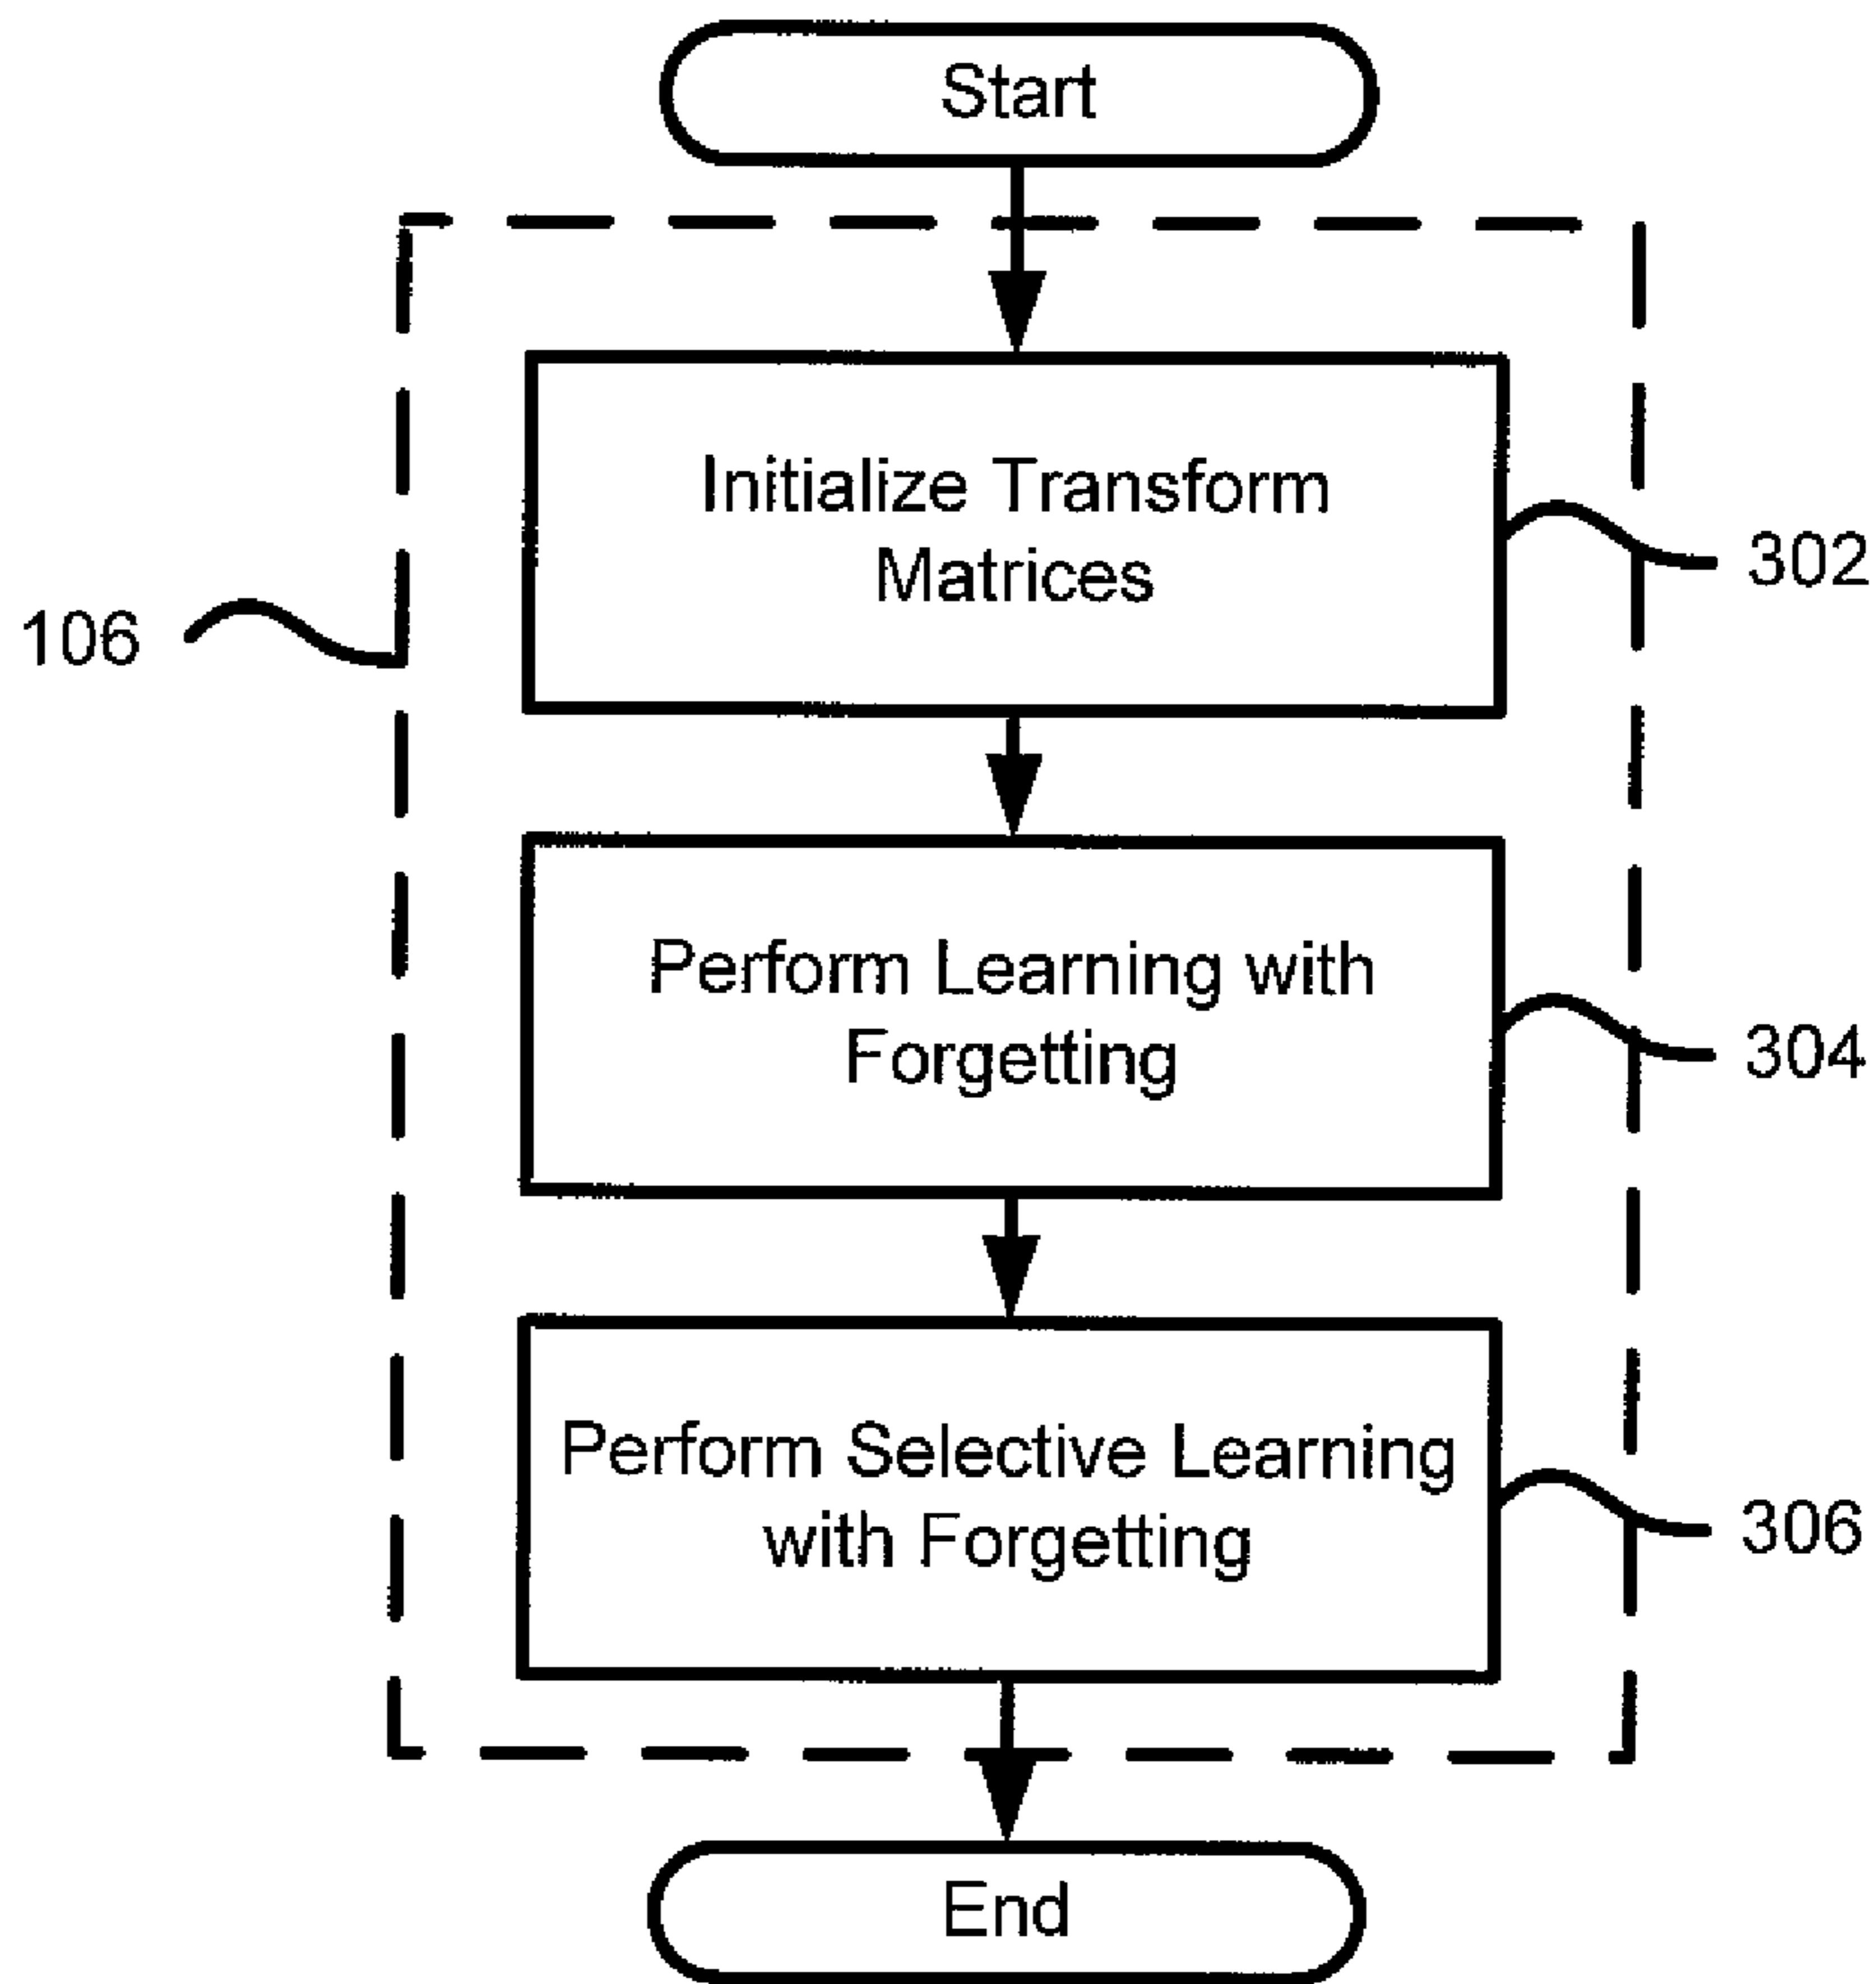 Start
Initialize Transform
Matrices
302
106
Perform Learning with
Forgetting
304
Perform Selective Learning
with Forgetting
306
End